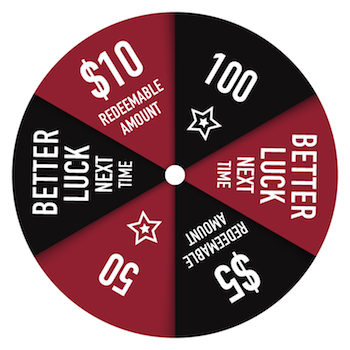 $10
REDEEMABLE
AMOUNT
100
BETTER
LUCK
NEXT
TIME
$5
REDEEMABLE
AMOUNT
50
BETTER
LUCK
NEXT
TIME